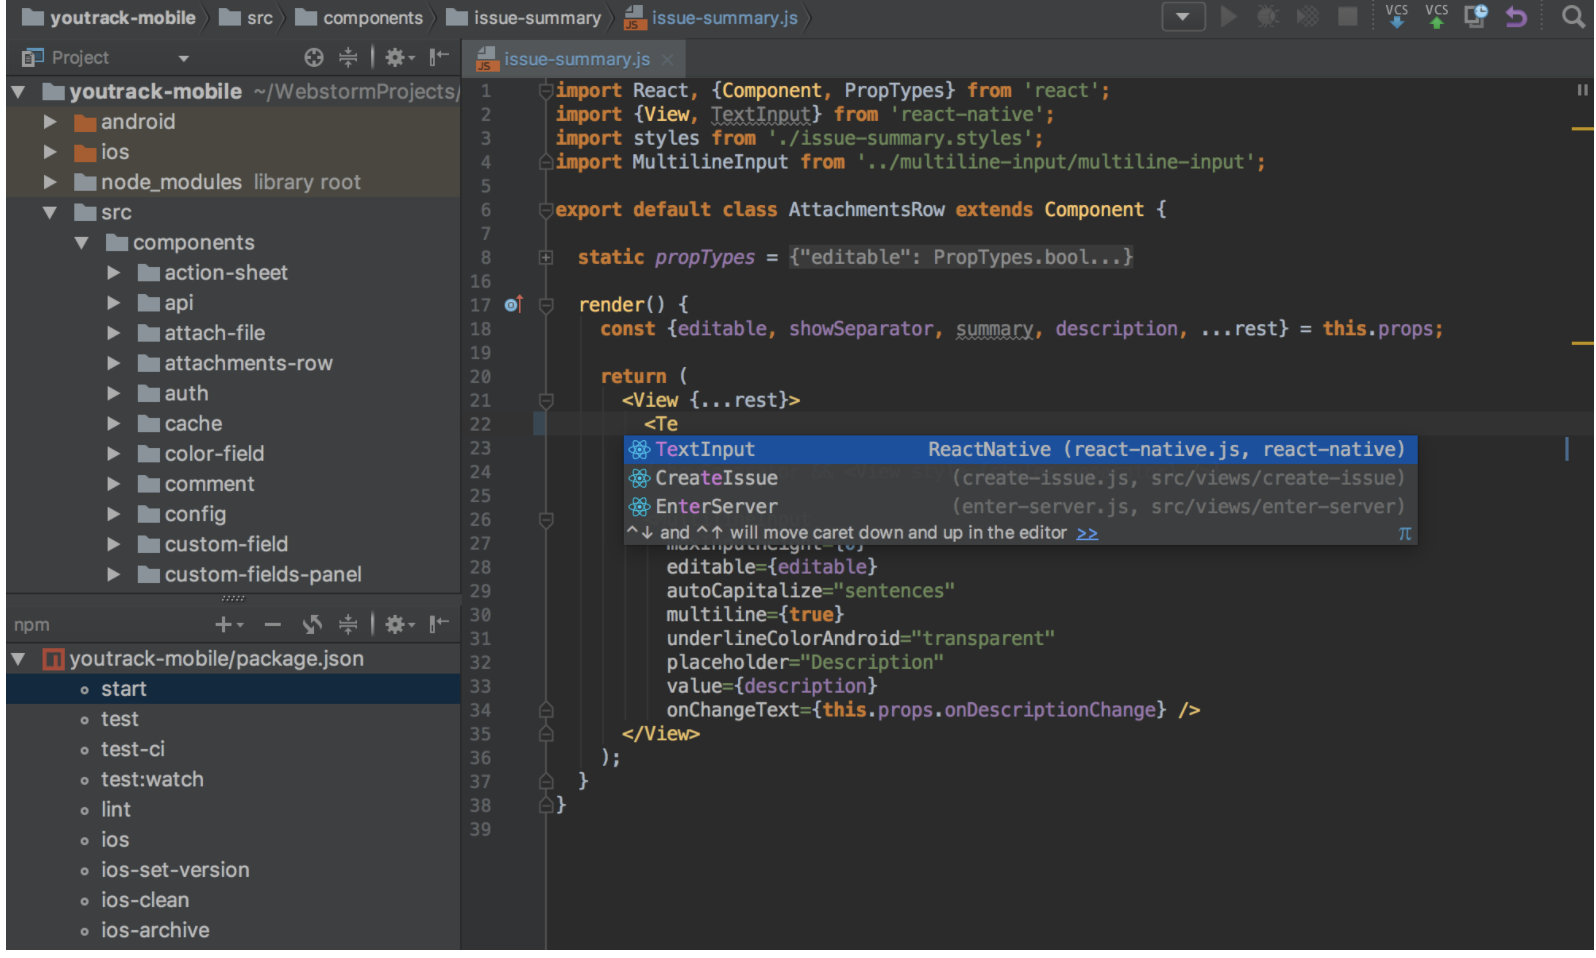 youtrack-mobile src components issue-summary issue-summary.js
VCS VCS
Project
issue-summary.js
youtrack-mobile ~/WebstormProjects/
android
ios
node_modules library root
src
components
action-sheet
api
attach-file
attachments-row
auth
cache
color-field
comment
config
custom-field
custom-fields-panel
npm
youtrack-mobile/package.json
start
test
test-ci
test:watch
lint
ios
ios-set-version
ios-clean
ios-archive
1 import React, {Component, PropTypes} from 'react';
2 import {View, TextInput} from 'react-native';
3 import styles from './issue-summary.styles';
4 import MultilineInput from '../multiline-input/multiline-input';
5
6 export default class AttachmentsRow extends Component {
7
8 static propTypes = {"editable": PropTypes.bool...}
16
17 render() {
18 const {editable, showSeparator, summary, description, ...rest} = this.props;
19
20 return (
21 <View {...rest}>
22 <Te
23 TextInput ReactNative (react-native.js, react-native)
24 CreateIssue (create-issue.js, src/views/create-issue)
25 EnterServer (enter-server.js, src/views/enter-server)
26 ^↓ and ^↑ will move caret down and up in the editor >> π
27
28 editable={editable}
29 autoCapitalize="sentences"
30 multiline={true}
31 underlineColorAndroid="transparent"
32 placeholder="Description"
33 value={description}
34 onChangeText={this.props.onDescriptionChange} />
35 </View>
36 );
37 }
38 }
39